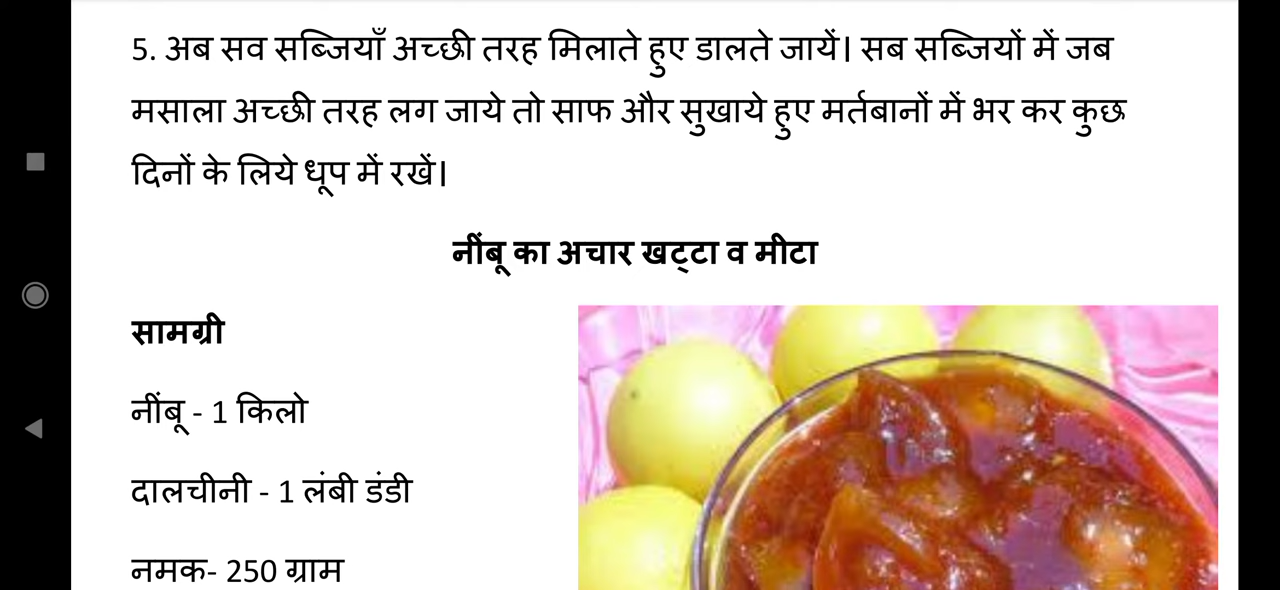 5. अब सव सब्जियाँ अच्छी तरह मिलाते हुए डालते जायें। सब सब्जियों में जब
मसाला अच्छी तरह लग जाये तो साफ और सुखाये हुए मर्तबानों में भर कर कुछ
दिनों के लिये धूप में रखें।
नींबू का अचार खट्टा व मीटा
सामग्री
नींबू - 1 किलो
दालचीनी - 1 लंबी डंडी
नमक- 250 ग्राम